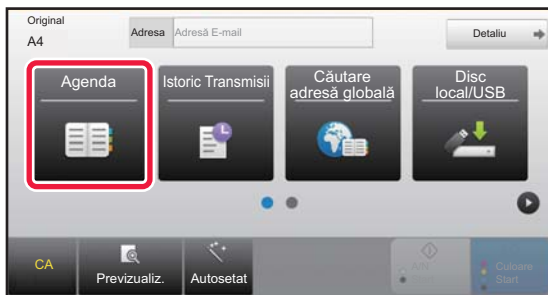 Original
A4
Adresa
Adresă E-mail
Detaliu
Agenda
Istoric Transmisii
Căutare
adresă globală
Disc
local/USB
CA
Previzualiz.
Autosetat
A/N
Start
Culoare
Start